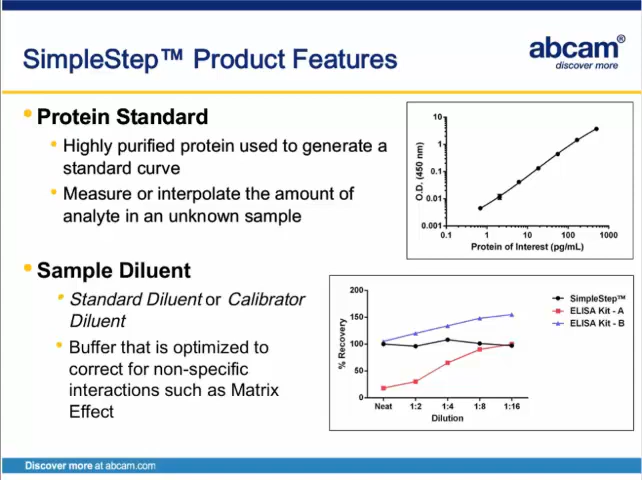 SimpleStep™ Product Features
abcam®
discover more
• Protein Standard
• Highly purified protein used to generate a
standard curve
• Measure or interpolate the amount of
analyte in an unknown sample
10
1
0.1
0.01
0.001
O.D. (450 nm)
0.1 1 10 100 1000
Protein of Interest (pg/mL)
• Sample Diluent
• Standard Diluent or Calibrator
Diluent
• Buffer that is optimized to
correct for non-specific
interactions such as Matrix
Effect
200
150
100
50
0
% Recovery
Neat 1:2 1:4 1:8 1:16
Dilution
SimpleStep™
ELISA Kit - A
ELISA Kit - B
Discover more at abcam.com